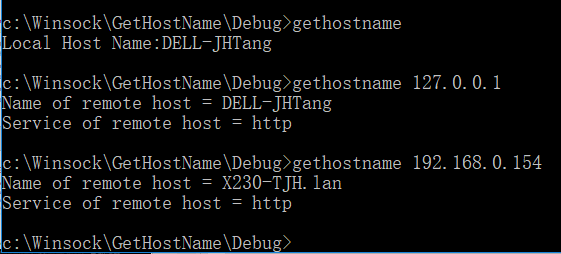 c:\Winsock\GetHostName\Debug>gethostname
Local Host Name:DELL-JHTang
c:\Winsock\GetHostName\Debug>gethostname 127.0.0.1
Name of remote host = DELL-JHTang
Service of remote host = http
c:\Winsock\GetHostName\Debug>gethostname 192.168.0.154
Name of remote host = X230-TJH.lan
Service of remote host = http
c:\Winsock\GetHostName\Debug>